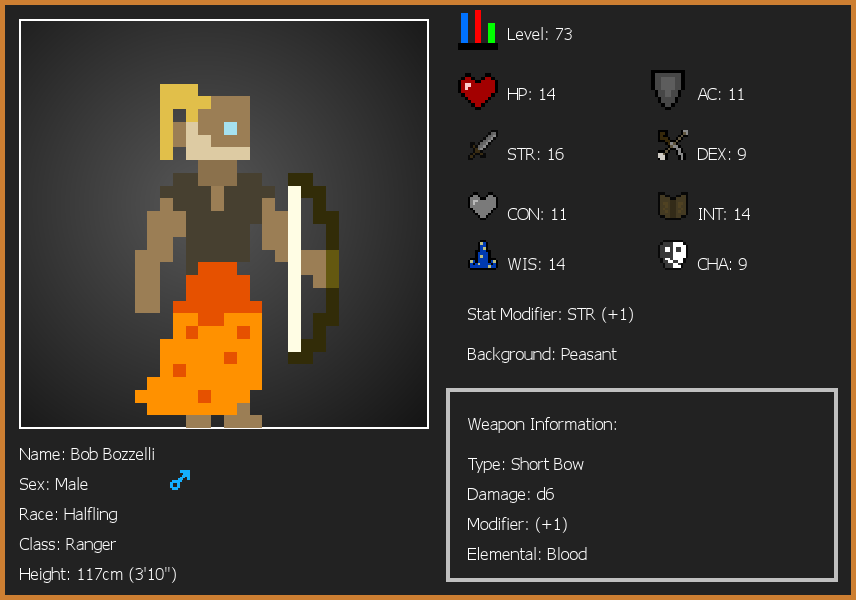 Level: 73
HP: 14
AC: 11
STR: 16
DEX: 9
CON: 11
INT: 14
WIS: 14
CHA: 9
Stat Modifier: STR (+1)
Background: Peasant
Weapon Information:
Type: Short Bow
Damage: d6
Modifier: (+1)
Elemental: Blood
Name: Bob Bozzelli
Sex: Male
Race: Halfling
Class: Ranger
Height: 117cm (3'10")